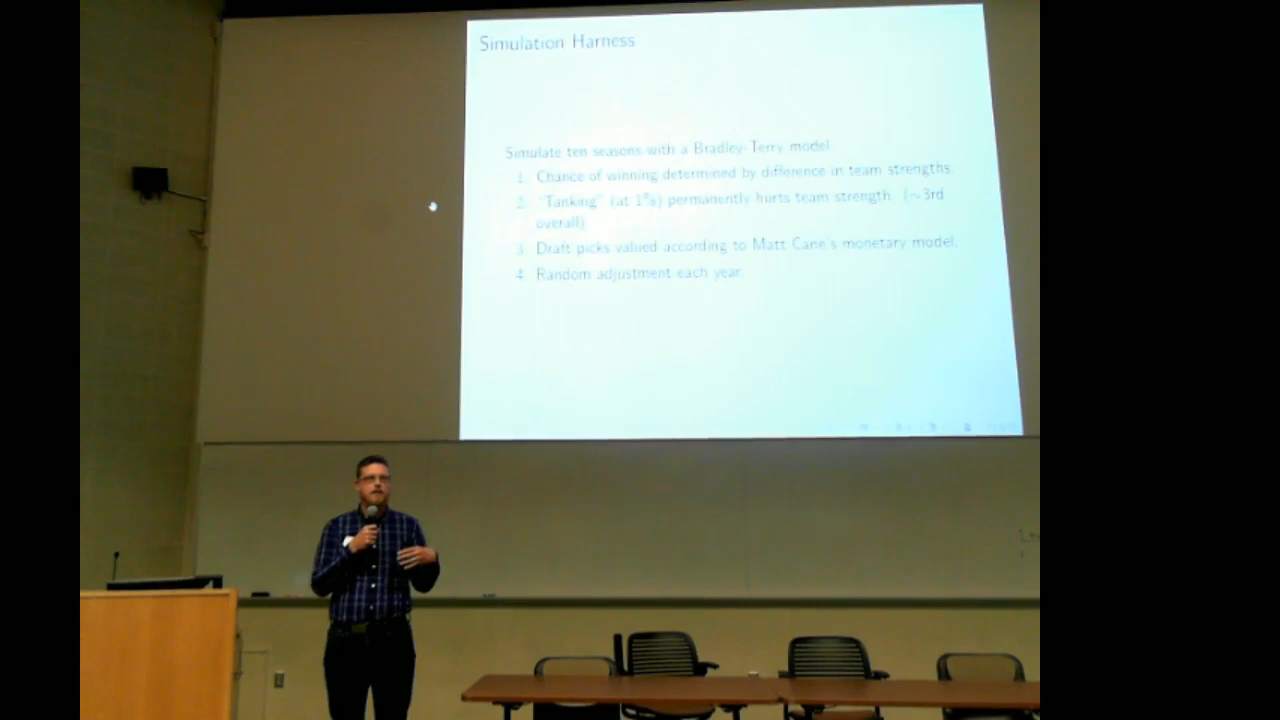 Simulation Harness
Simulate ten seasons with a Bradley-Terry model
1. Chance of winning determined by difference in team strengths.
2. "Tanking" (at 1%) permanently hurts team strength. (~3rd
overall)
3. Draft picks valued according to Matt Cane's monetary model.
4. Random adjustment each year.